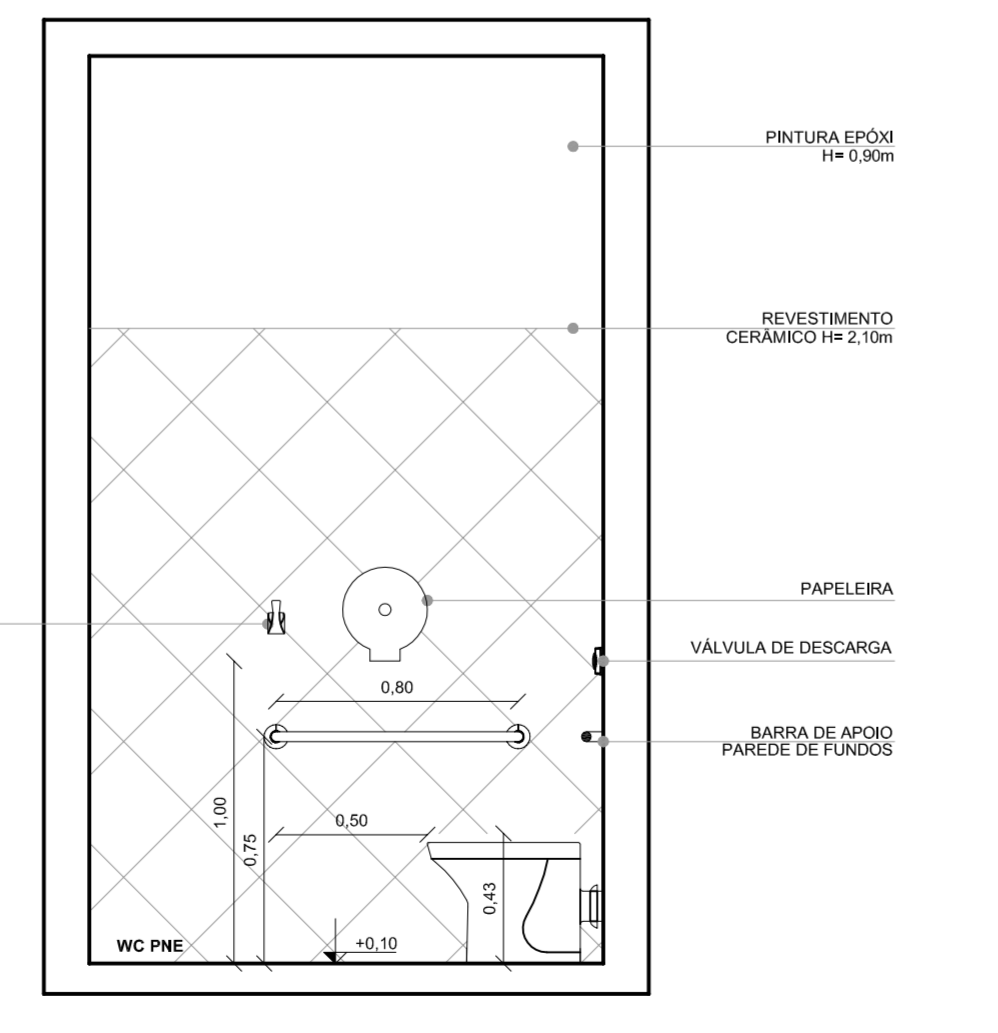 PINTURA EPÓXI
H= 0,90m
REVESTIMENTO
CERÂMICO H= 2,10m
PAPELEIRA
VÁLVULA DE DESCARGA
0,80
BARRA DE APOIO
PAREDE DE FUNDOS
1,00
0,50
0,75
0,43
WC PNE
+0,10